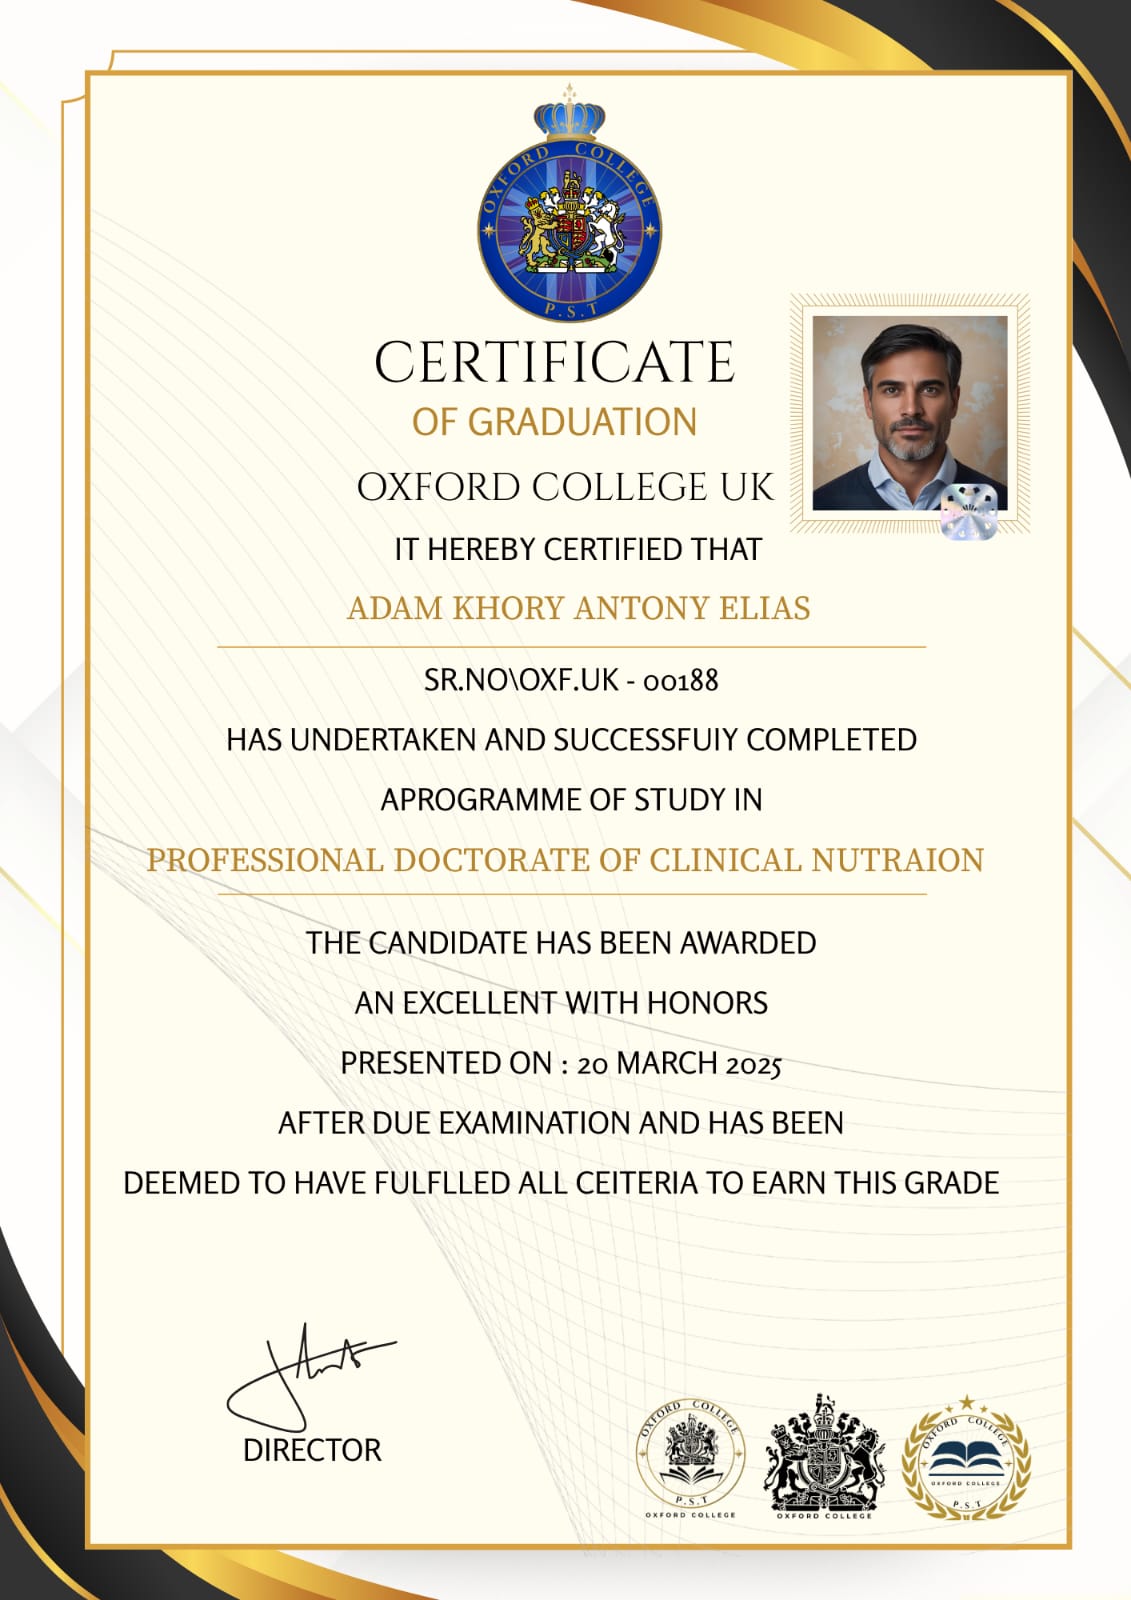 OXFORD COLLEGE
P.S.T
CERTIFICATE
OF GRADUATION
OXFORD COLLEGE UK
IT HEREBY CERTIFIED THAT
ADAM KHORY ANTONY ELIAS
SR.NO\OXF.UK - 00188
HAS UNDERTAKEN AND SUCCESSFUIY COMPLETED
APROGRAMME OF STUDY IN
PROFESSIONAL DOCTORATE OF CLINICAL NUTRAION
THE CANDIDATE HAS BEEN AWARDED
AN EXCELLENT WITH HONORS
PRESENTED ON : 20 MARCH 2025
AFTER DUE EXAMINATION AND HAS BEEN
DEEMED TO HAVE FULFLLED ALL CEITERIA TO EARN THIS GRADE
DIRECTOR
OXFORD COLLEGE
P.S.T
OXFORD COLLEGE
OXFORD COLLEGE
OXFORD COLLEGE
OXFORD COLLEGE
P.S.T